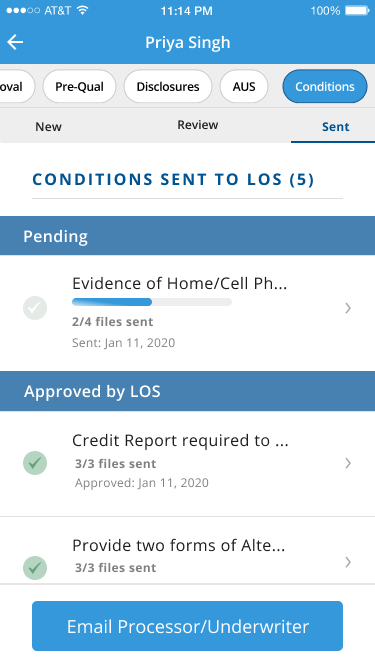 AT&T 11:14 PM 100%
Priya Singh
oval Pre-Qual Disclosures AUS Conditions
New Review Sent
CONDITIONS SENT TO LOS (5)
Pending
Evidence of Home/Cell Ph...
2/4 files sent
Sent: Jan 11, 2020
Approved by LOS
Credit Report required to ...
3/3 files sent
Approved: Jan 11, 2020
Provide two forms of Alte...
3/3 files sent
Email Processor/Underwriter